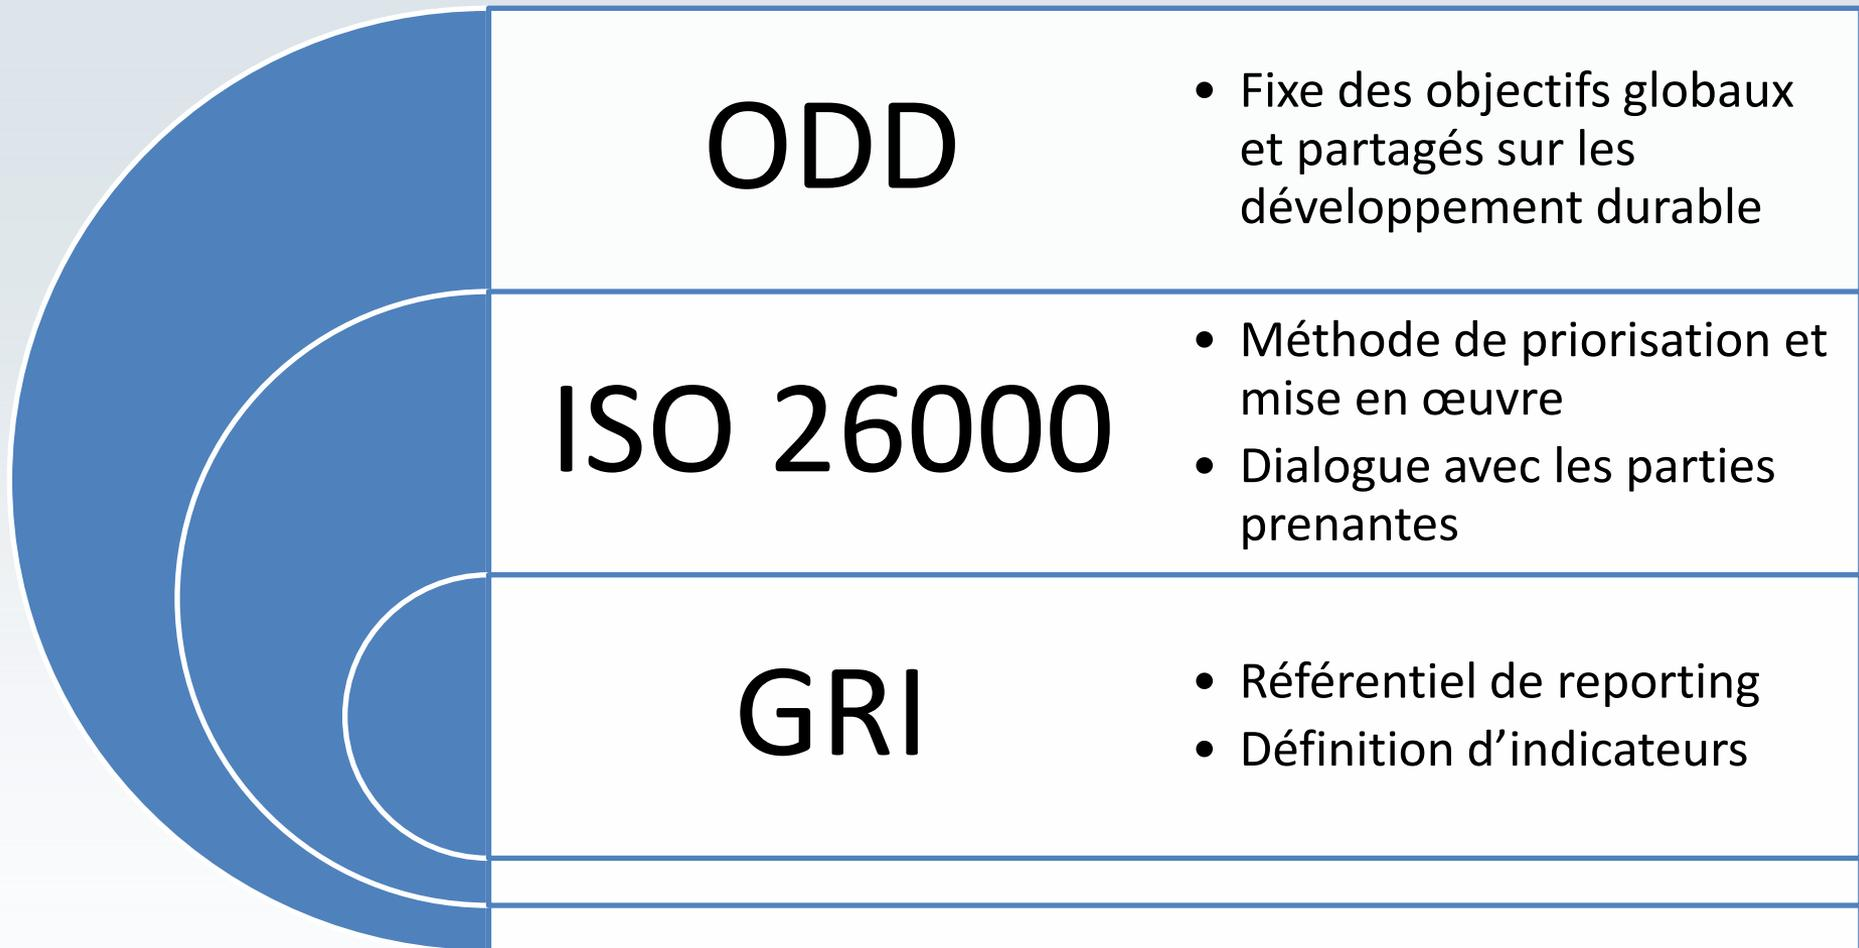 ODD
• Fixe des objectifs globaux
et partagés sur les
développement durable
ISO 26000
• Méthode de priorisation et
mise en œuvre
• Dialogue avec les parties
prenantes
GRI
• Référentiel de reporting
• Définition d’indicateurs